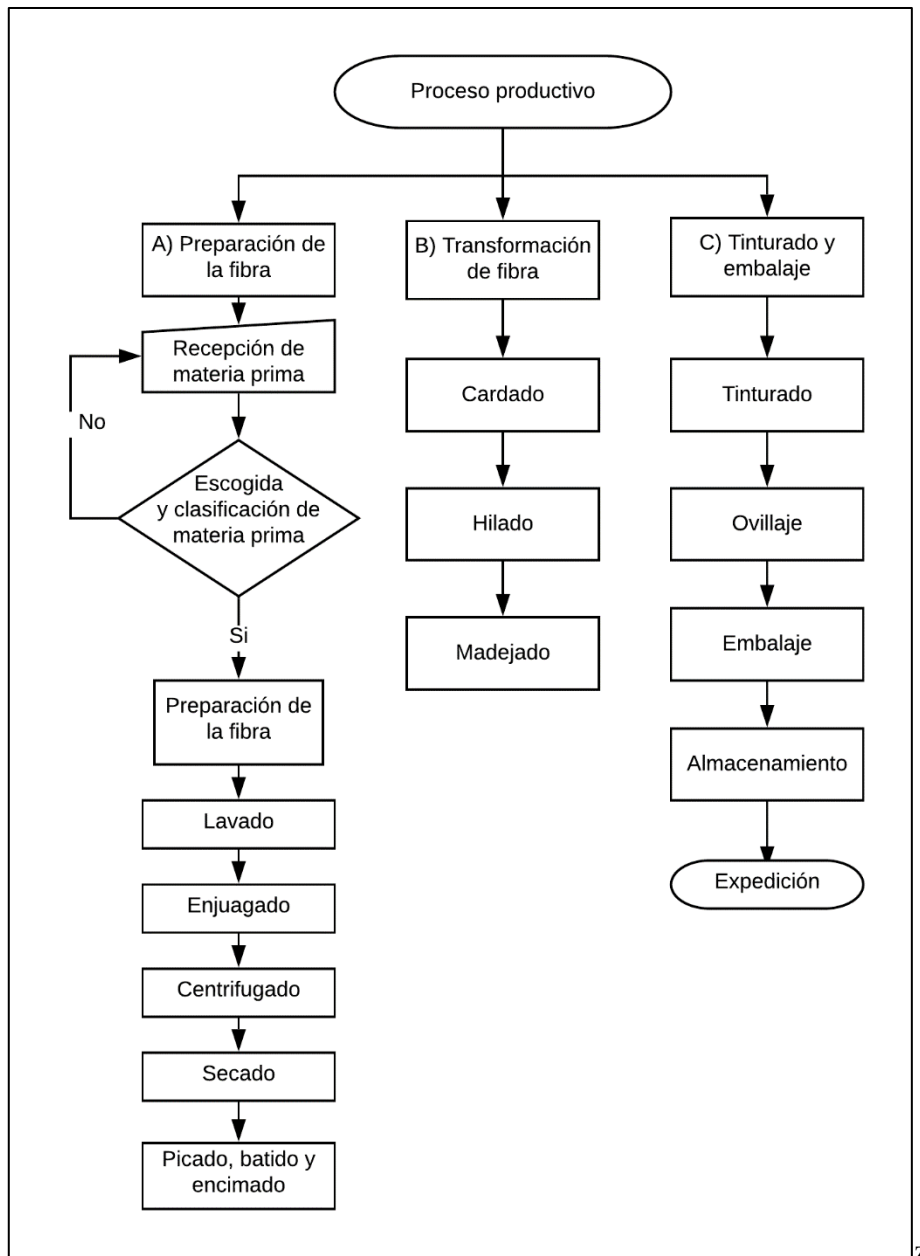 Proceso productivo
A) Preparación de
la fibra
Recepción de
materia prima
No
Escogida
y clasificación de
materia prima
Si
Preparación de
la fibra
Lavado
Enjuagado
Centrifugado
Secado
Picado, batido y
encimado
B) Transformación
de fibra
Cardado
Hilado
Madejado
C) Tinturado y
embalaje
Tinturado
Ovillaje
Embalaje
Almacenamiento
Expedición